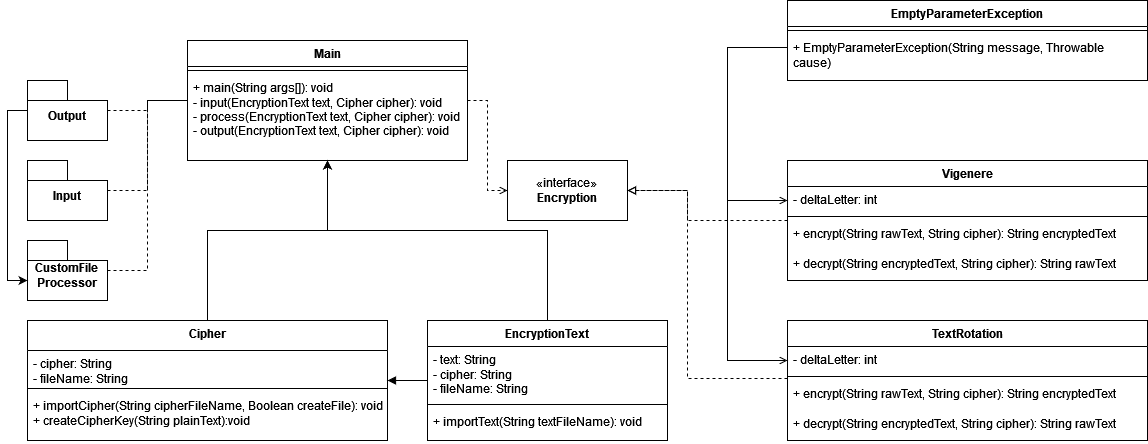 EmptyParameterException
+ EmptyParameterException(String message, Throwable
cause)
Main
+ main(String args[]): void
- input(EncryptionText text, Cipher cipher): void
- process(EncryptionText text, Cipher cipher): void
- output(EncryptionText text, Cipher cipher): void
Output
Input
CustomFile
Processor
«interface»
Encryption
Vigenere
- deltaLetter: int
+ encrypt(String rawText, String cipher): String encryptedText
+ decrypt(String encryptedText, String cipher): String rawText
Cipher
- cipher: String
- fileName: String
+ importCipher(String cipherFileName, Boolean createFile): void
+ createCipherKey(String plainText):void
EncryptionText
- text: String
- cipher: String
- fileName: String
+ importText(String textFileName): void
TextRotation
- deltaLetter: int
+ encrypt(String rawText, String cipher): String encryptedText
+ decrypt(String encryptedText, String cipher): String rawText